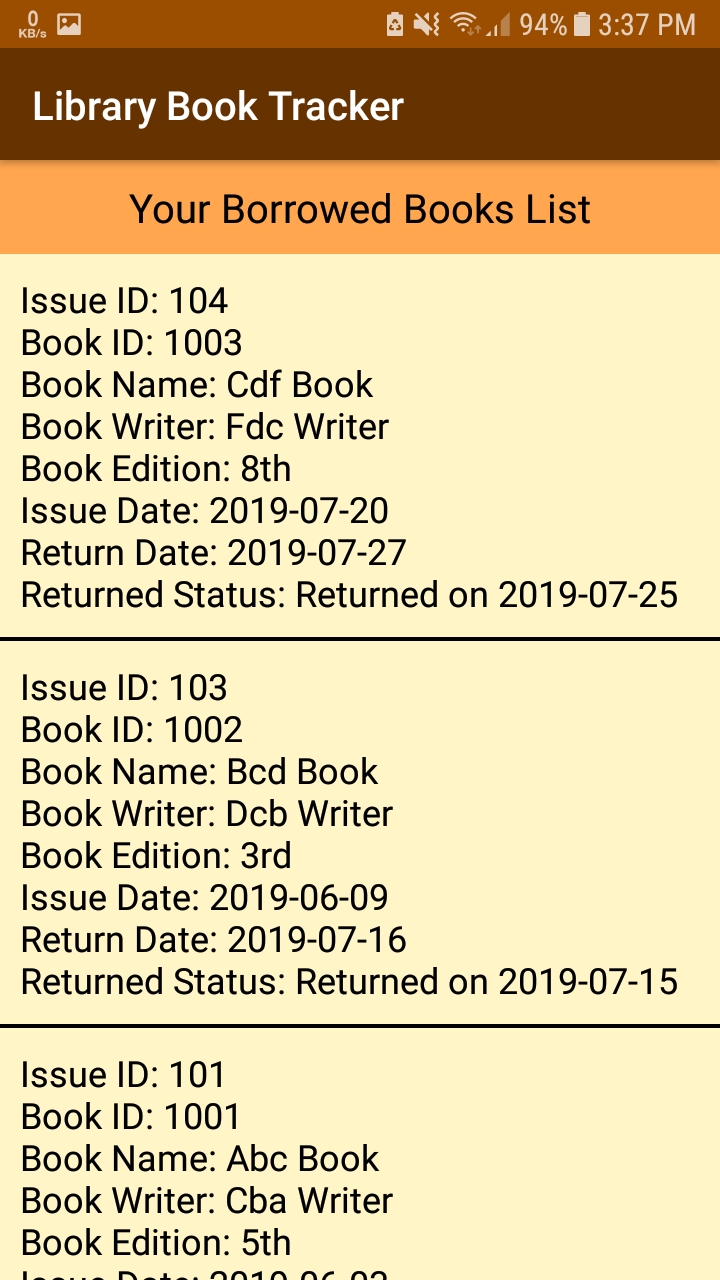 0
KB/s
94% 3:37 PM
Library Book Tracker
Your Borrowed Books List
Issue ID: 104
Book ID: 1003
Book Name: Cdf Book
Book Writer: Fdc Writer
Book Edition: 8th
Issue Date: 2019-07-20
Return Date: 2019-07-27
Returned Status: Returned on 2019-07-25
Issue ID: 103
Book ID: 1002
Book Name: Bcd Book
Book Writer: Dcb Writer
Book Edition: 3rd
Issue Date: 2019-06-09
Return Date: 2019-07-16
Returned Status: Returned on 2019-07-15
Issue ID: 101
Book ID: 1001
Book Name: Abc Book
Book Writer: Cba Writer
Book Edition: 5th
Issue Date: